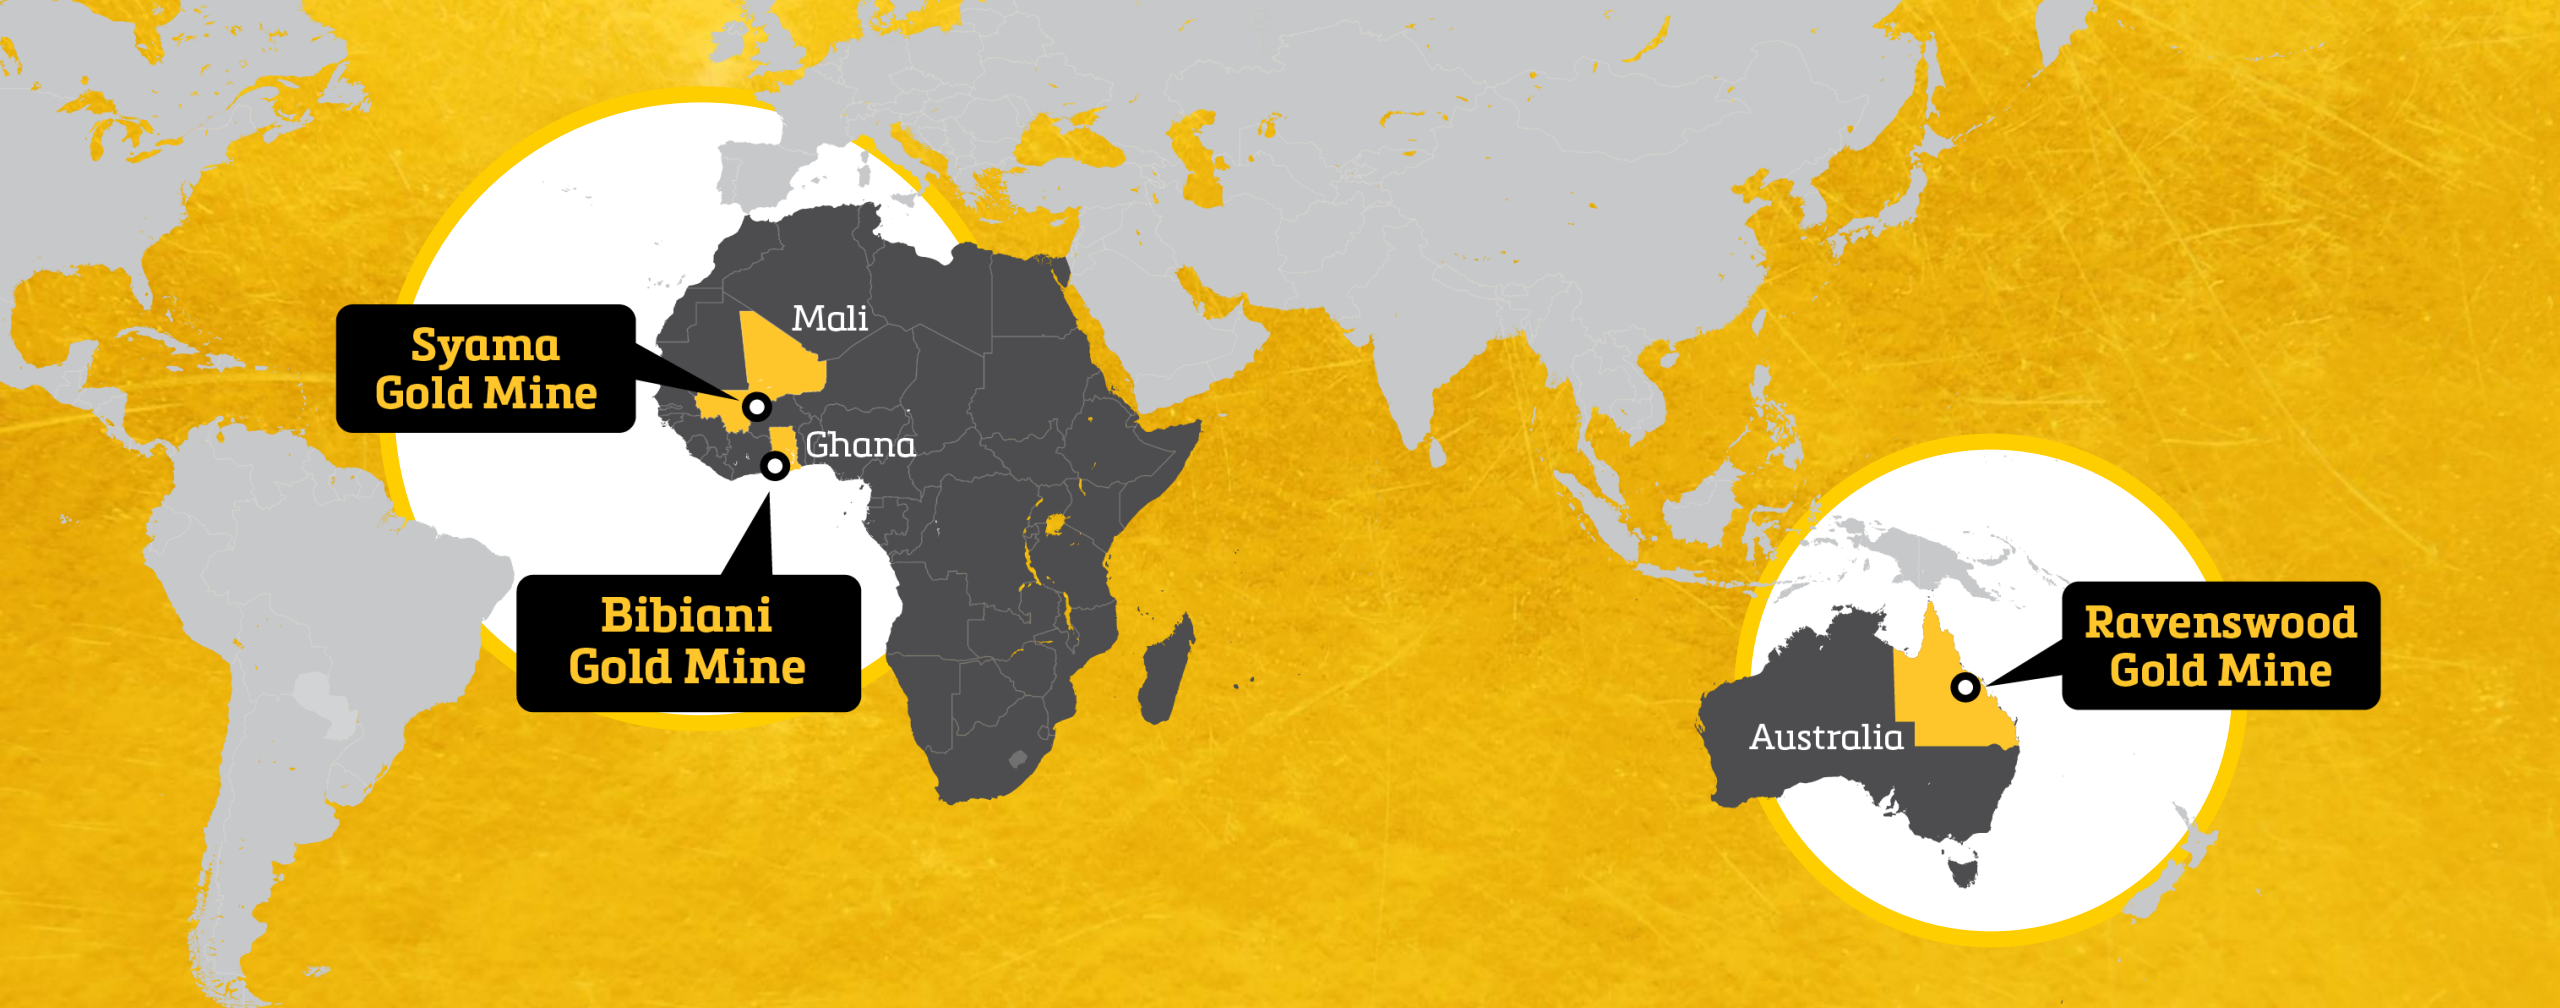 Mali
Syama
Gold Mine
Ghana
Bibiani
Gold Mine
Ravenswood
Gold Mine
Australia